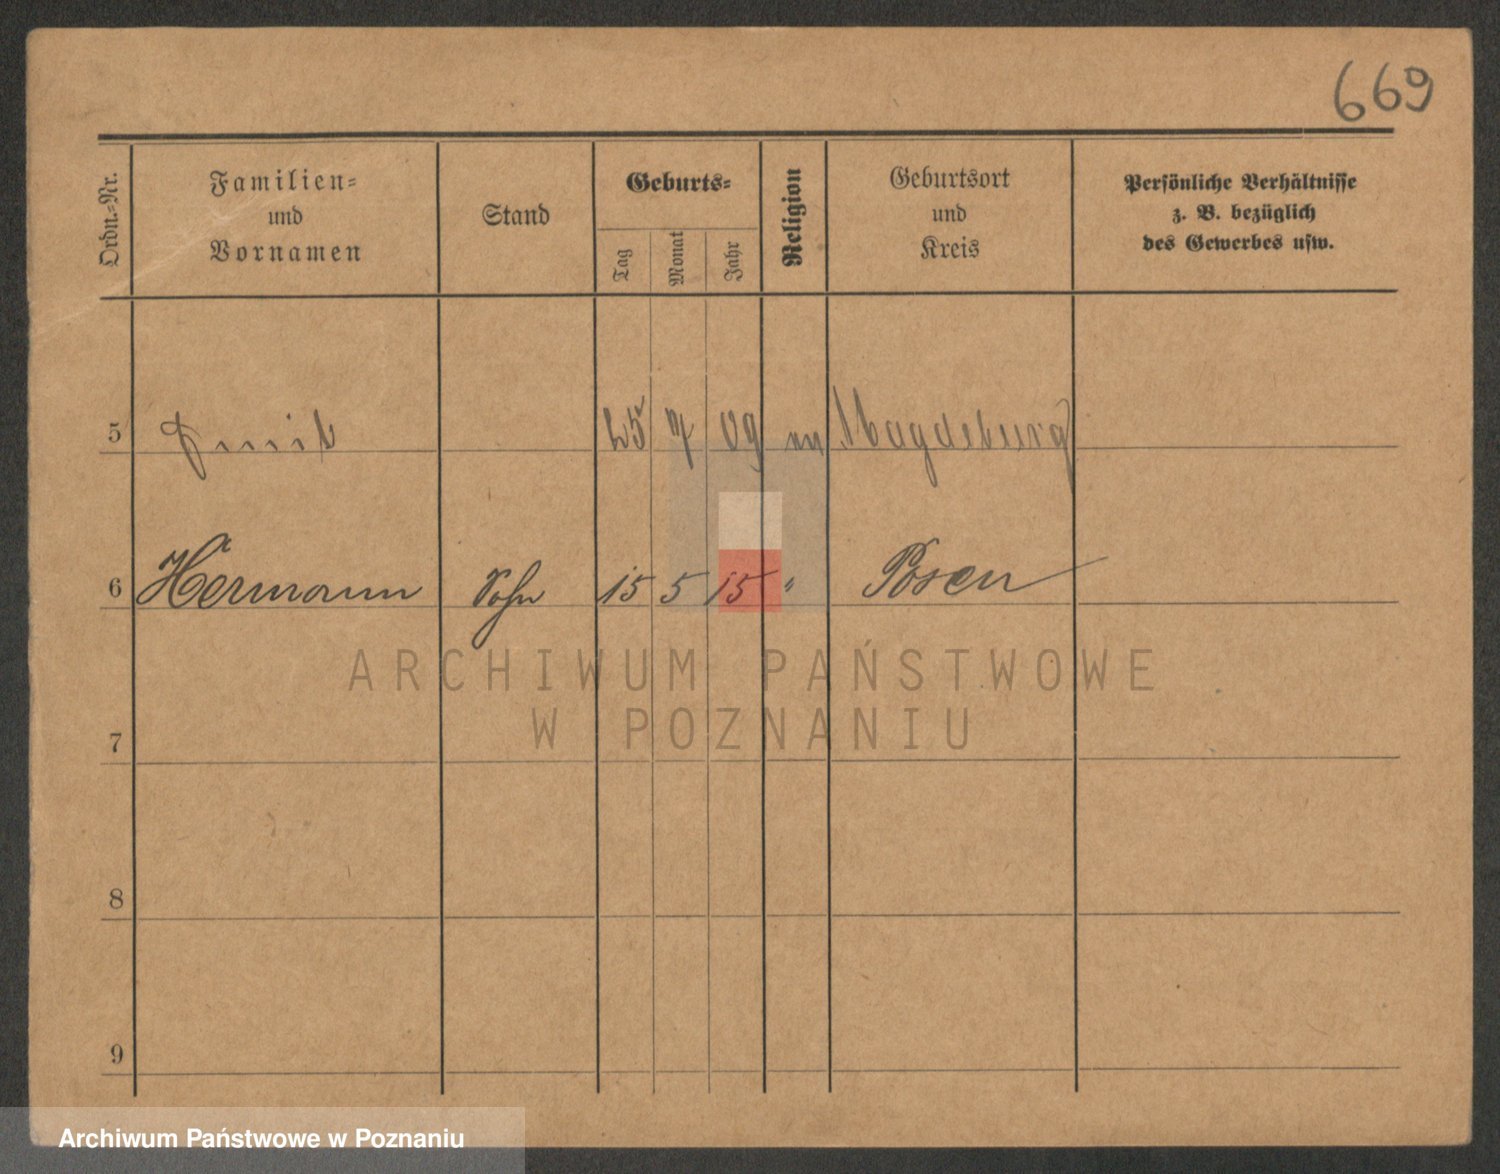 669
Ordn.-Nr.
Familien-
und
Vornamen
Stand
Geburts-
Tag
Monat
Jahr
Religion
Geburtsort
und
Kreis
Persönliche Verhältnisse
z. B. bezüglich
des Gewerbes usw.
5 25 7 09 Magdeburg
6 Hermann Sohn 15 5 15 " Posen
ARCHIWUM PAŃSTWOWE
W POZNANIU
7
8
9
Archiwum Państwowe w Poznaniu